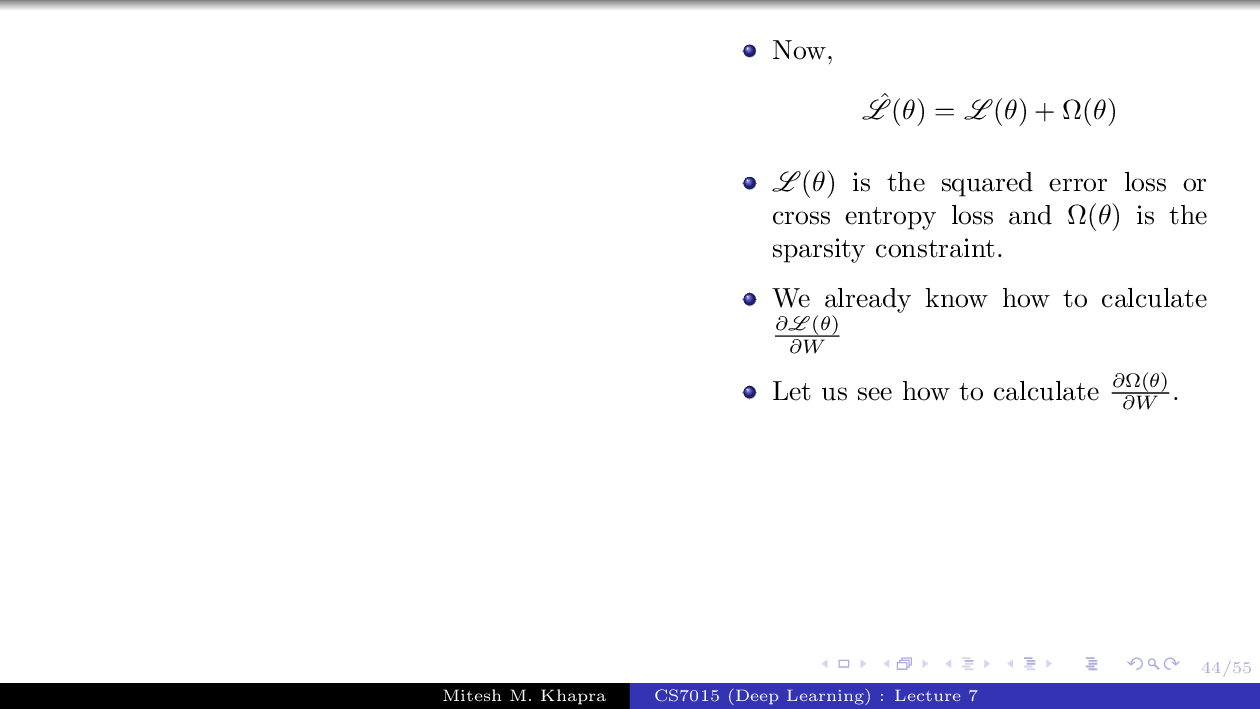 Now,
ℒ̂(θ) = ℒ(θ) + Ω(θ)
ℒ(θ) is the squared error loss or
cross entropy loss and Ω(θ) is the
sparsity constraint.
We already know how to calculate
∂ℒ(θ)/∂W
Let us see how to calculate ∂Ω(θ)/∂W.
44/55
Mitesh M. Khapra CS7015 (Deep Learning) : Lecture 7